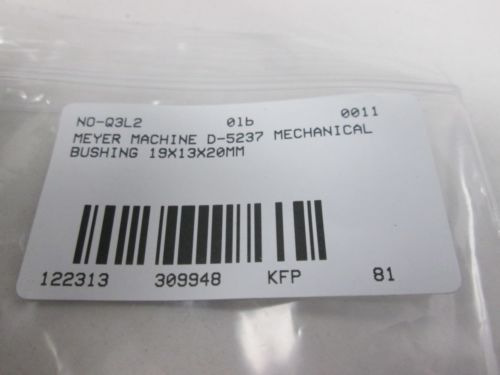 NO-Q3L2 01b 0011
MEYER MACHINE D-5237 MECHANICAL
BUSHING 19X13X20MM
122313 309948 KFP 81